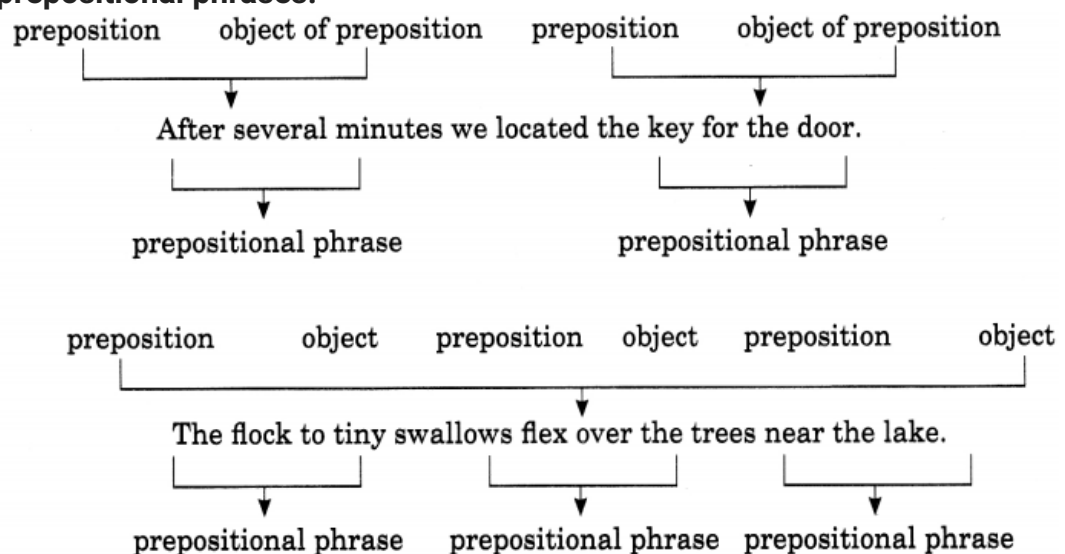 prepositional phrases:
preposition object of preposition preposition object of preposition
After several minutes we located the key for the door.
prepositional phrase prepositional phrase
preposition object preposition object preposition object
The flock to tiny swallows flex over the trees near the lake.
prepositional phrase prepositional phrase prepositional phrase